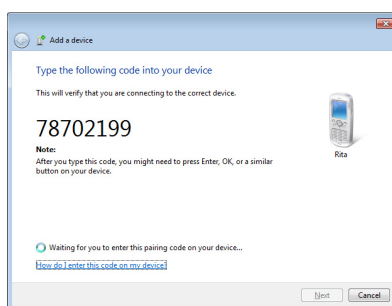 Add a device
Type the following code into your device
This will verify that you are connecting to the correct device.
78702199
Note:
After you type this code, you might need to press Enter, OK, or a similar
button on your device.
Rita
Waiting for you to enter this pairing code on your device...
How do I enter this code on my device?
Next Cancel